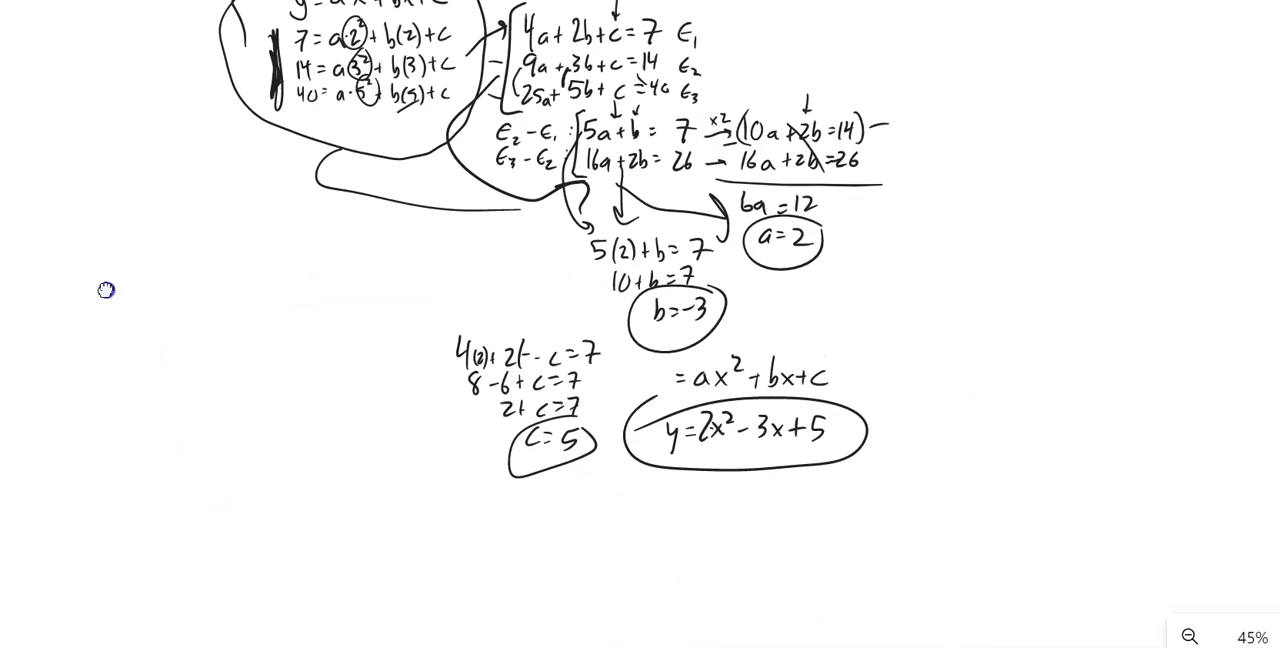 y = ax + bx + c
7 = a(2²) + b(2) + c
14 = a(3²) + b(3) + c
40 = a·5² + b(5) + c
4a + 2b + c = 7 E₁
9a + 3b + c = 14 E₂
25a + 5b + c = 40 E₃
E₂ - E₁ : 5a + b = 7 ×2 → (10a + 2b = 14) -
E₃ - E₂ : 16a + 2b = 26 → 16a + 2b = 26
6a = 12
a = 2
5(2) + b = 7
10 + b = 7
b = -3
4(2) + 2(- - c = 7
8 - 6 + c = 7
2 + c = 7
c = 5
= ax² + bx + c
y = 2x² - 3x + 5
45%